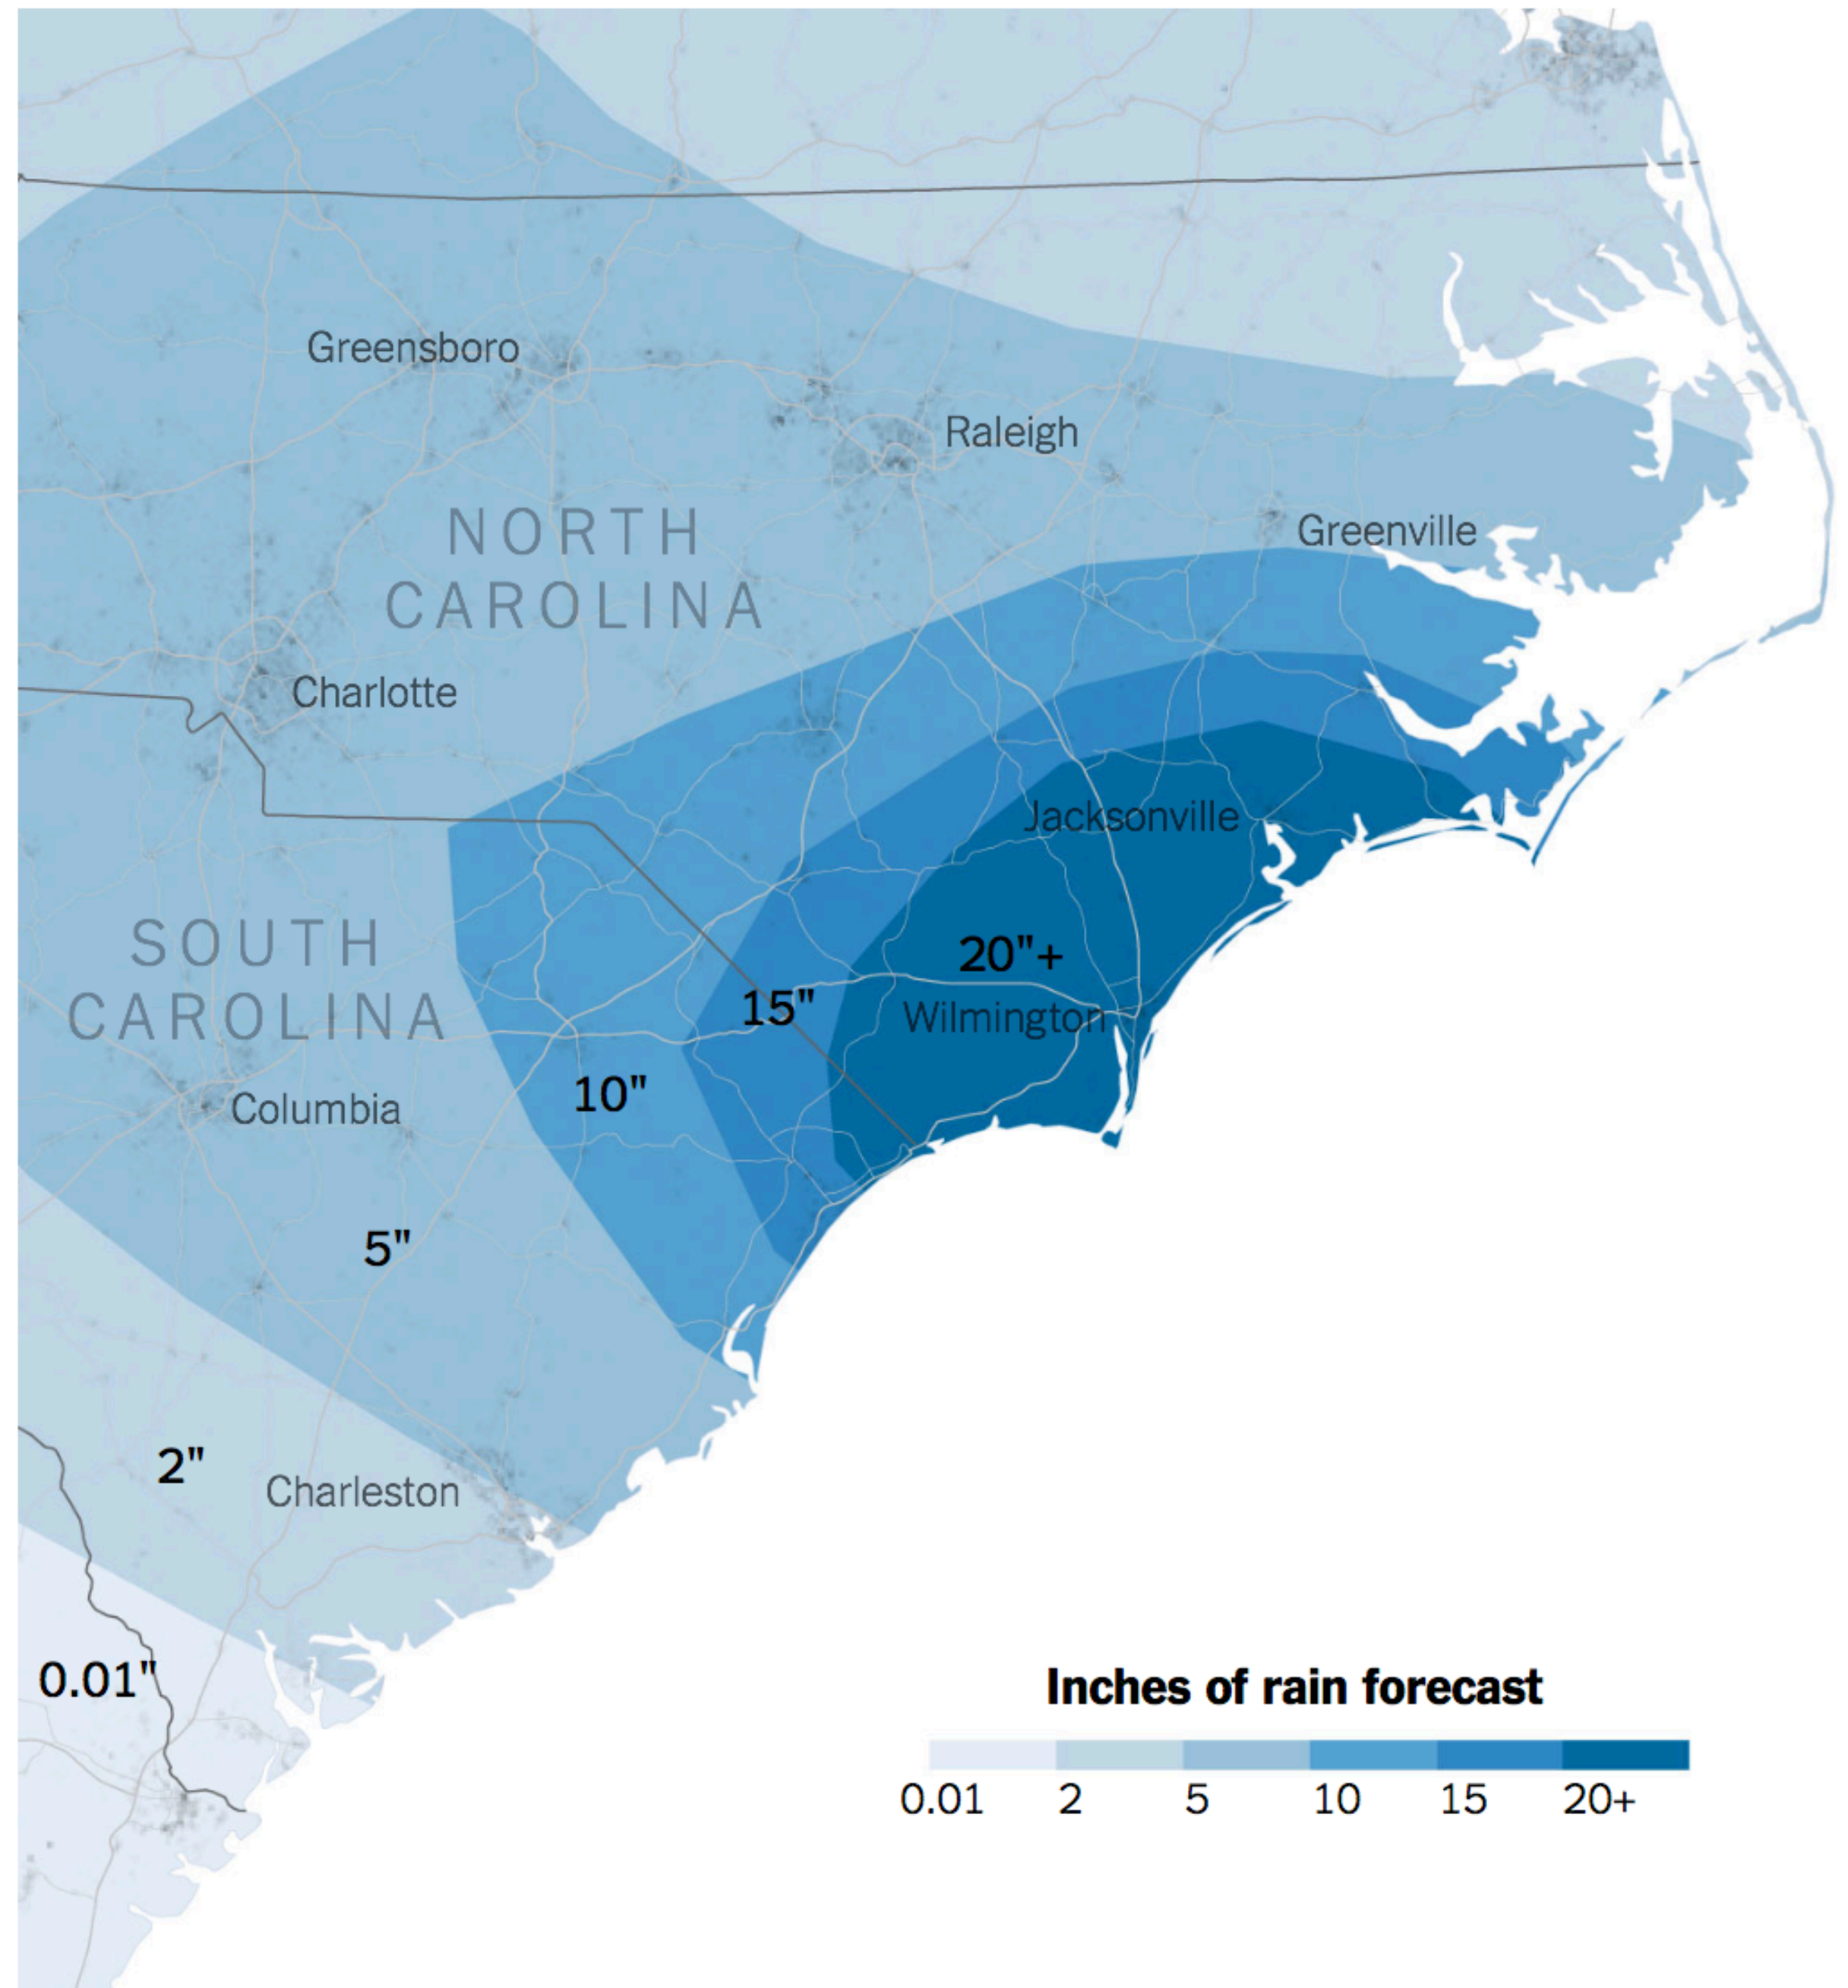 Greensboro
Raleigh
NORTH
CAROLINA
Greenville
Charlotte
Jacksonville
SOUTH
CAROLINA
20"+
15"
Wilmington
10"
Columbia
5"
2"
Charleston
0.01"
Inches of rain forecast
0.01 2 5 10 15 20+